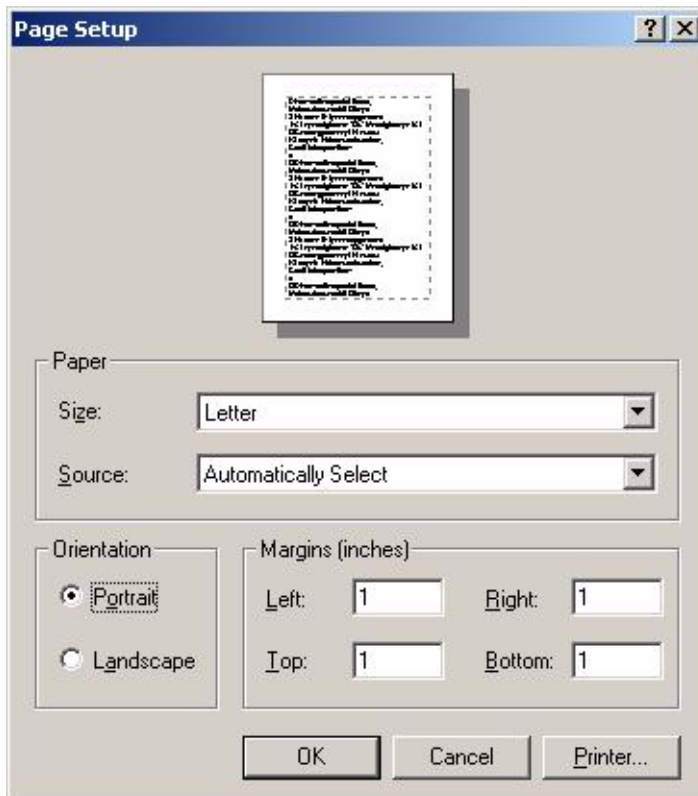 Page Setup
Paper
Size: Letter
Source: Automatically Select
Orientation
Portrait
Landscape
Margins (inches)
Left: 1 Right: 1
Top: 1 Bottom: 1
OK Cancel Printer...